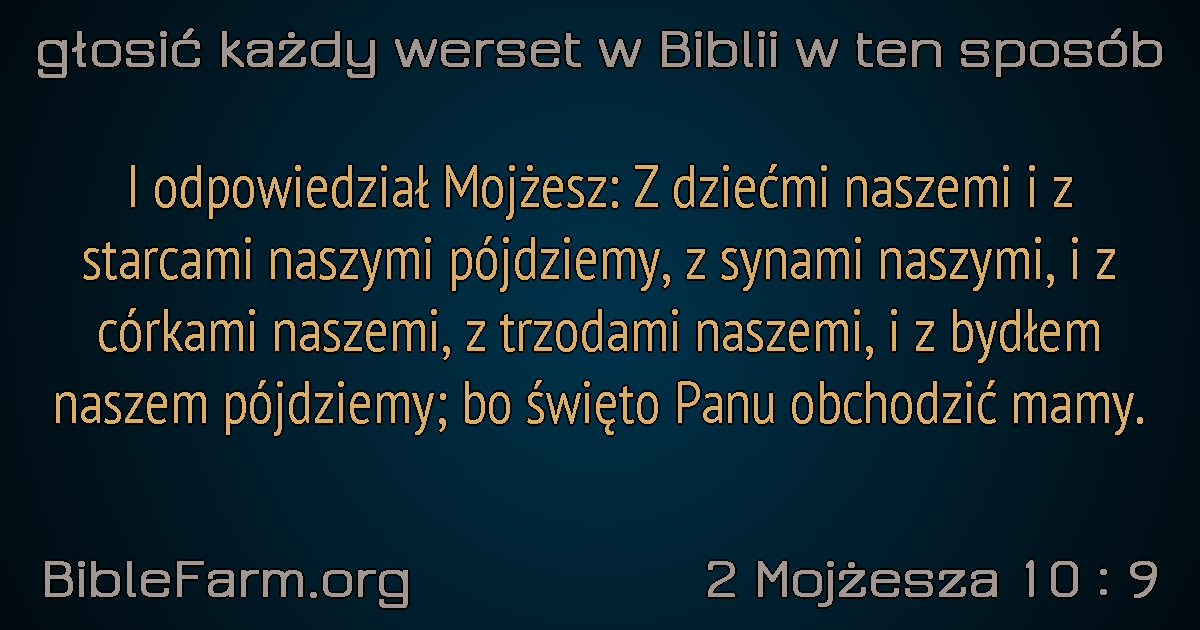 głosić każdy werset w Biblii w ten sposób
I odpowiedział Mojżesz: Z dziećmi naszemi i z
starcami naszymi pójdziemy, z synami naszymi, i z
córkami naszemi, z trzodami naszemi, i z bydłem
naszem pójdziemy; bo święto Panu obchodzić mamy.
BibleFarm.org
2 Mojżesza 10 : 9